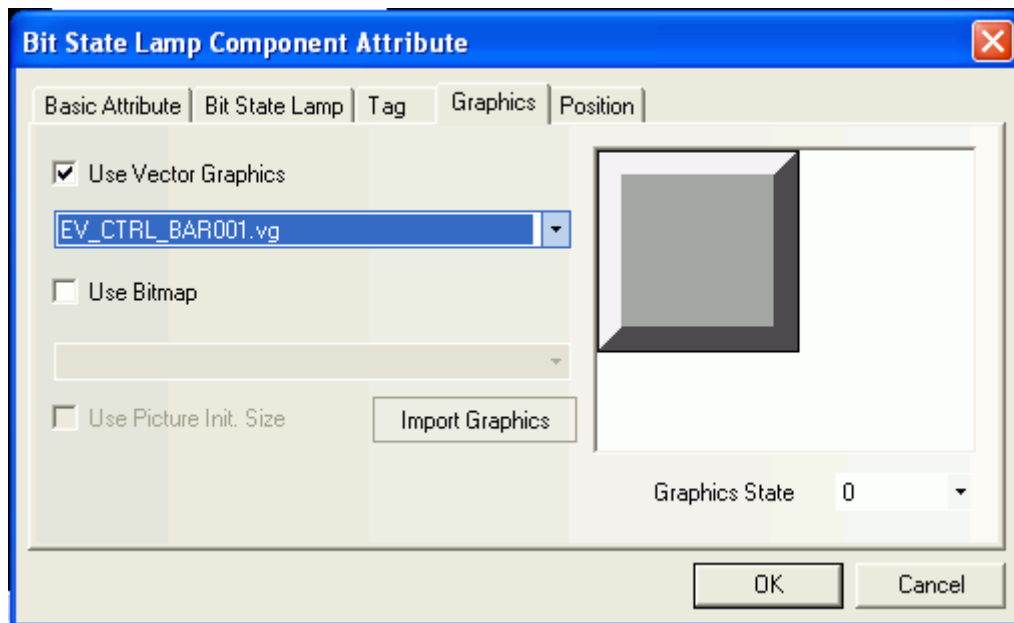 Bit State Lamp Component Attribute
Basic Attribute Bit State Lamp Tag Graphics Position
Use Vector Graphics
EV_CTRL_BAR001.vg
Use Bitmap
Use Picture Init. Size Import Graphics
Graphics State 0
OK Cancel